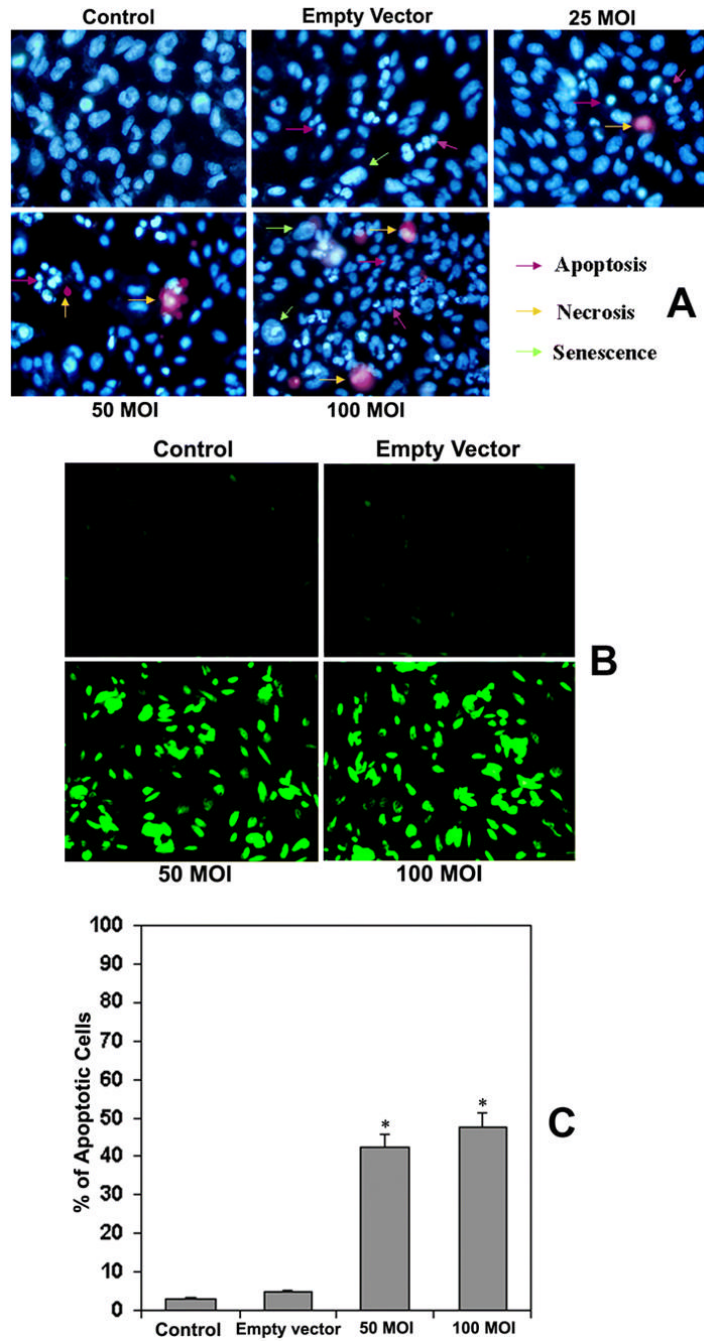 Control Empty Vector 25 MOI
Apoptosis
Necrosis
Senescence
A
50 MOI 100 MOI
Control Empty Vector
B
50 MOI 100 MOI
% of Apoptotic Cells
100
90
80
70
60
50
40
30
20
10
0
* *
C
Control Empty vector 50 MOI 100 MOI